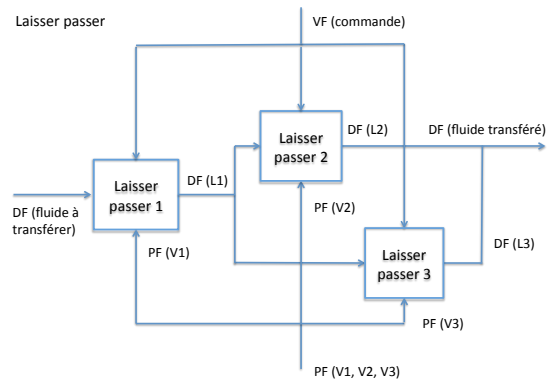 Laisser passer
VF (commande)
Laisser
passer 2
DF (L2)
DF (fluide transféré)
Laisser
passer 1
DF (L1)
DF (fluide à
transférer)
PF (V2)
PF (V1)
Laisser
passer 3
DF (L3)
PF (V3)
PF (V1, V2, V3)